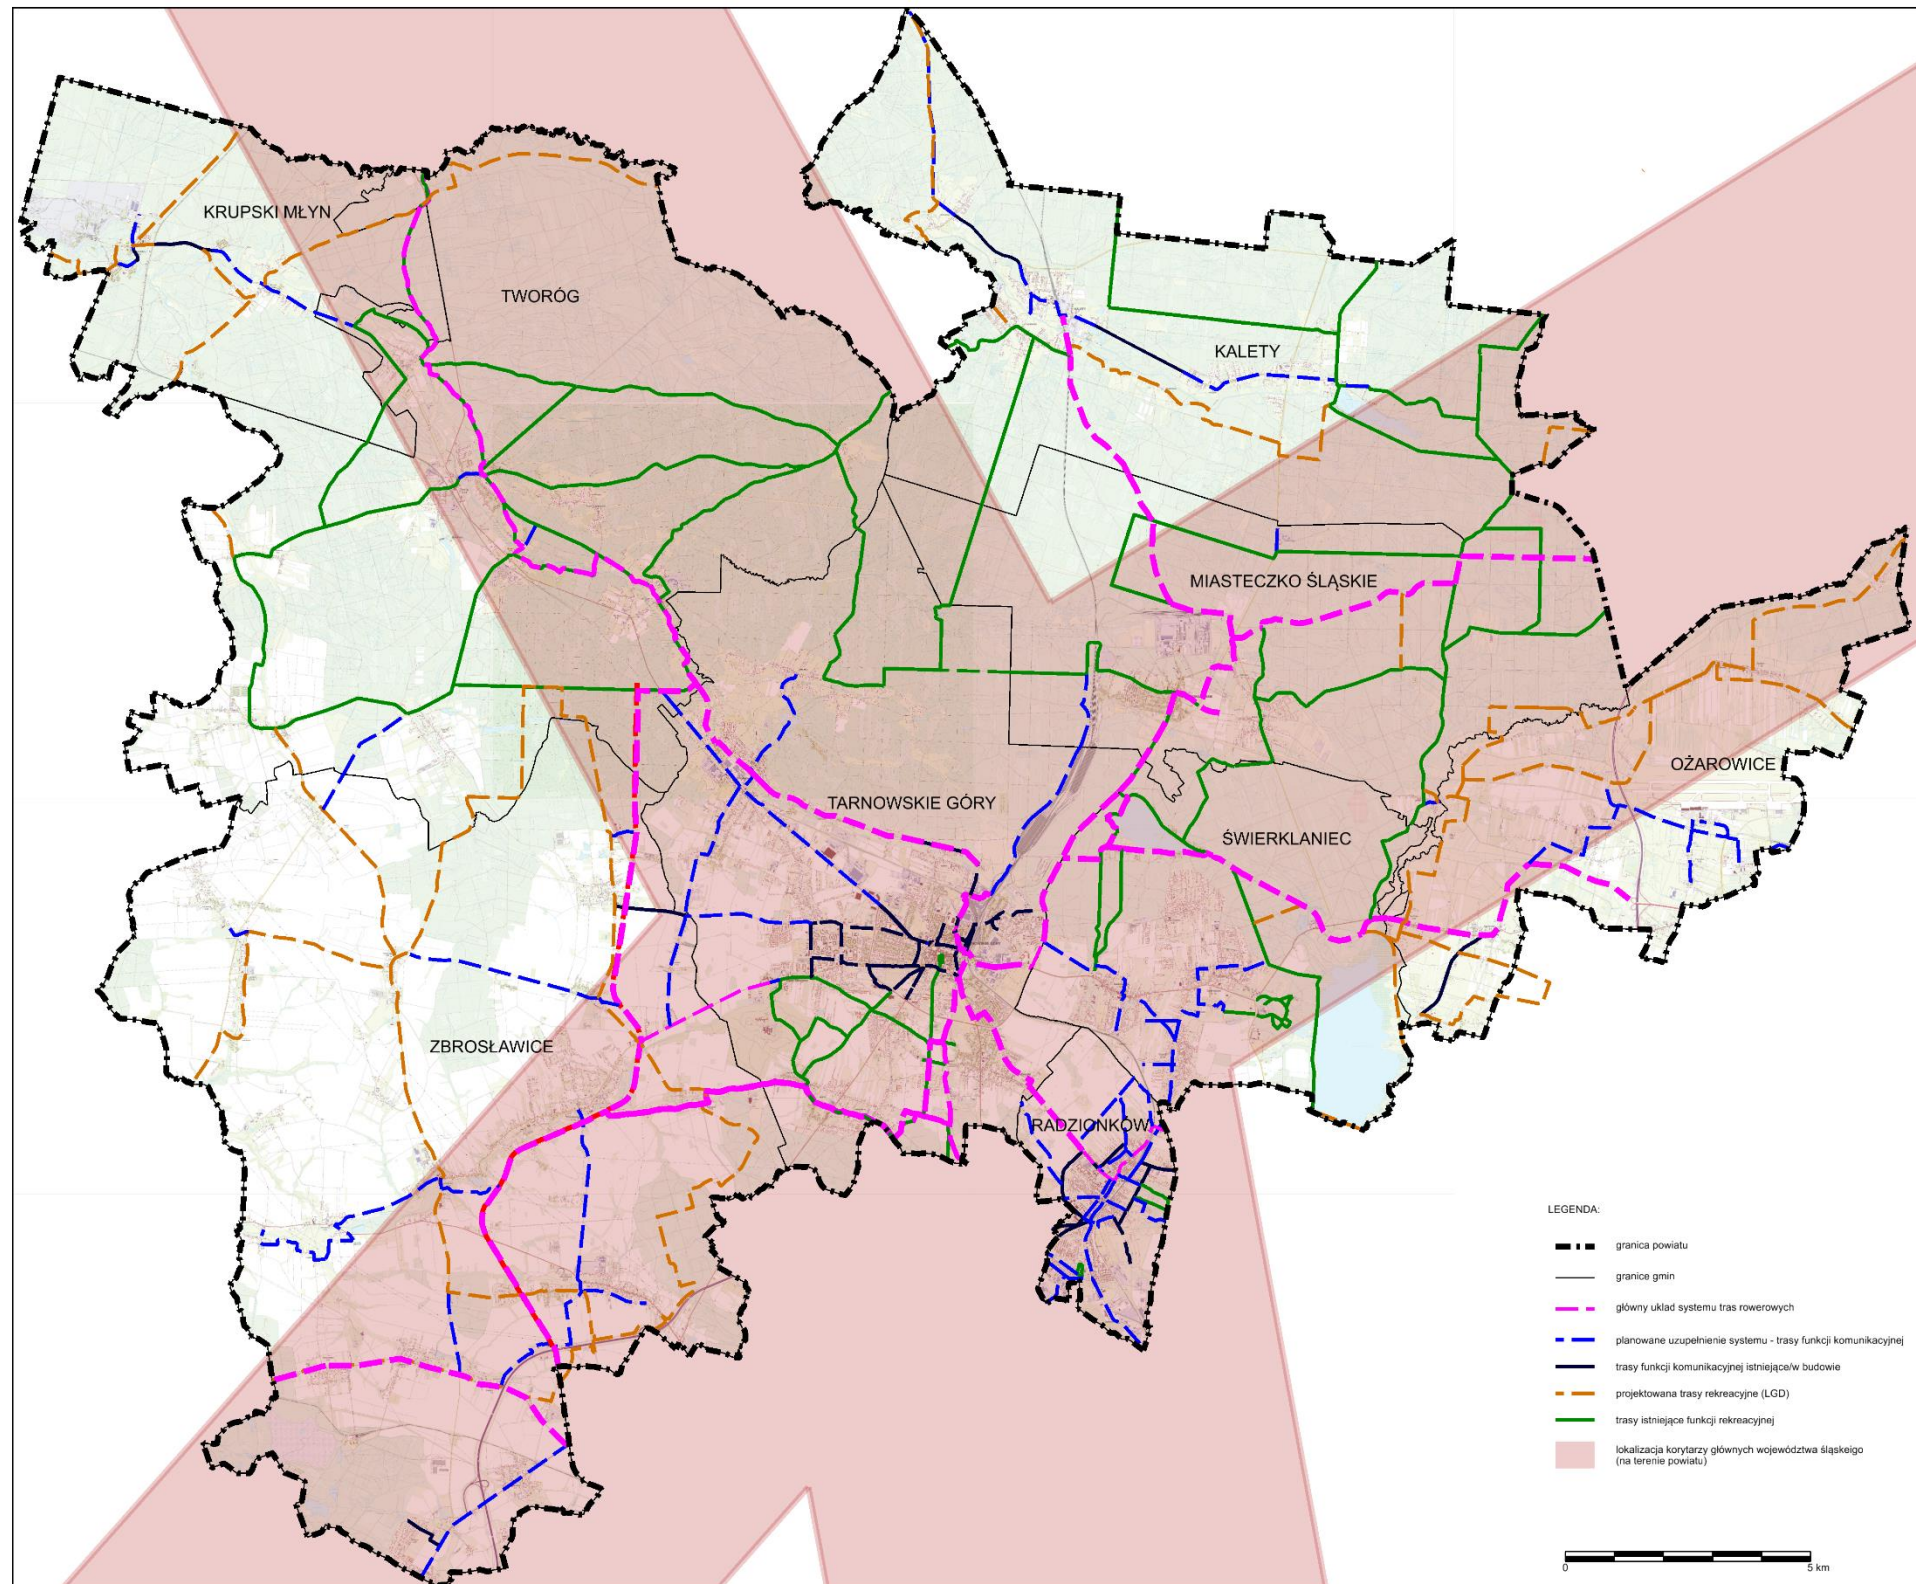 KRUPSKI MŁYN
TWORÓG
KALETY
MIASTECZKO ŚLĄSKIE
OŻAROWICE
TARNOWSKIE GÓRY
ŚWIERKLANIEC
ZBROSŁAWICE
RADZIONKÓW
LEGENDA:
granica powiatu
granice gmin
główny układ systemu tras rowerowych
planowane uzupełnienie systemu - trasy funkcji komunikacyjnej
trasy funkcji komunikacyjnej istniejące/w budowie
projektowana trasy rekreacyjne (LGD)
trasy istniejące funkcji rekreacyjnej
lokalizacja korytarzy głównych województwa śląskeigo
(na terenie powiatu)
0 5 km